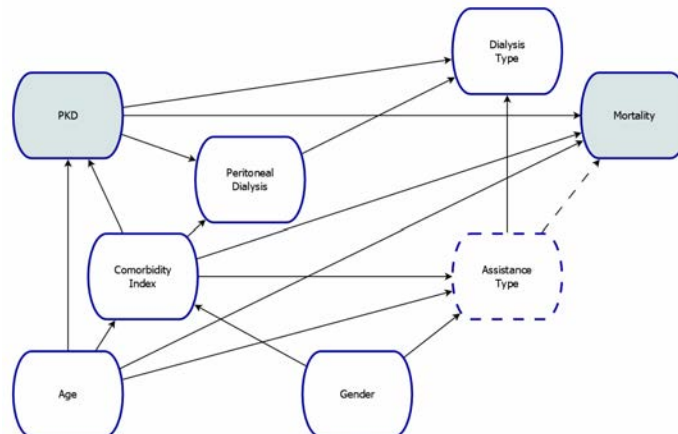 Dialysis
Type
PKD
Mortality
Peritoneal
Dialysis
Comorbidity
Index
Assistance
Type
Age
Gender